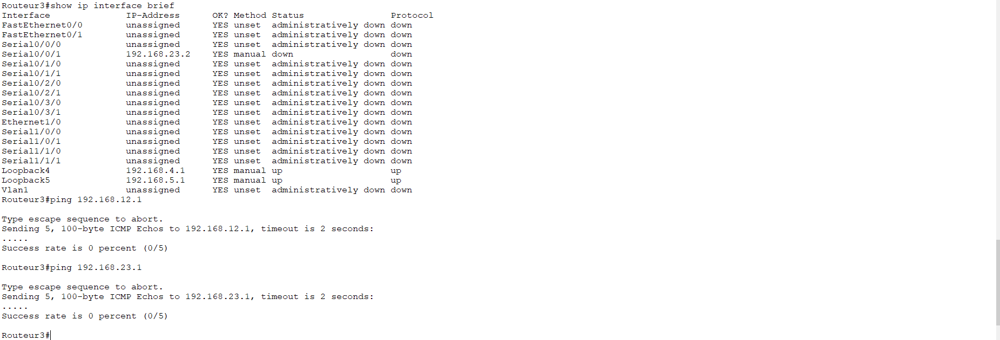 Routeur3#show ip interface brief
Interface IP-Address OK? Method Status Protocol
FastEthernet0/0 unassigned YES unset administratively down down
FastEthernet0/1 unassigned YES unset administratively down down
Serial0/0/0 unassigned YES unset administratively down down
Serial0/0/1 192.168.23.2 YES manual down down
Serial0/1/0 unassigned YES unset administratively down down
Serial0/1/1 unassigned YES unset administratively down down
Serial0/2/0 unassigned YES unset administratively down down
Serial0/2/1 unassigned YES unset administratively down down
Serial0/3/0 unassigned YES unset administratively down down
Serial0/3/1 unassigned YES unset administratively down down
Ethernet1/0 unassigned YES unset administratively down down
Serial1/0/0 unassigned YES unset administratively down down
Serial1/0/1 unassigned YES unset administratively down down
Serial1/1/0 unassigned YES unset administratively down down
Serial1/1/1 unassigned YES unset administratively down down
Loopback4 192.168.4.1 YES manual up up
Loopback5 192.168.5.1 YES manual up up
Vlan1 unassigned YES unset administratively down down
Routeur3#ping 192.168.12.1
Type escape sequence to abort.
Sending 5, 100-byte ICMP Echos to 192.168.12.1, timeout is 2 seconds:
.....
Success rate is 0 percent (0/5)
Routeur3#ping 192.168.23.1
Type escape sequence to abort.
Sending 5, 100-byte ICMP Echos to 192.168.23.1, timeout is 2 seconds:
.....
Success rate is 0 percent (0/5)
Routeur3#